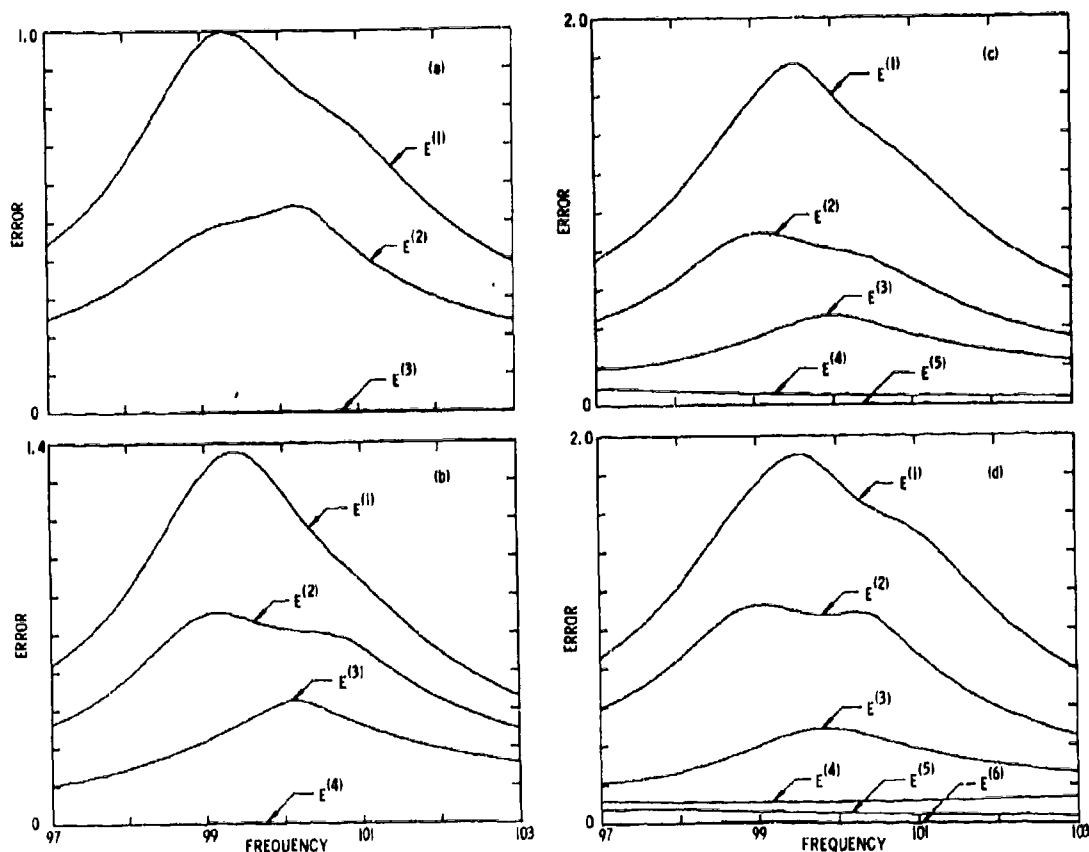 1.0
(a)
E(1)
E(2)
E(3)
0
ERROR
2.0
(c)
E(1)
E(2)
E(3)
E(4)
E(5)
0
ERROR
1.4
(b)
E(1)
E(2)
E(3)
E(4)
0
ERROR
97
99
101
103
FREQUENCY
2.0
(d)
E(1)
E(2)
E(3)
E(4)
E(5)
E(6)
0
ERROR
97
99
101
103
FREQUENCY